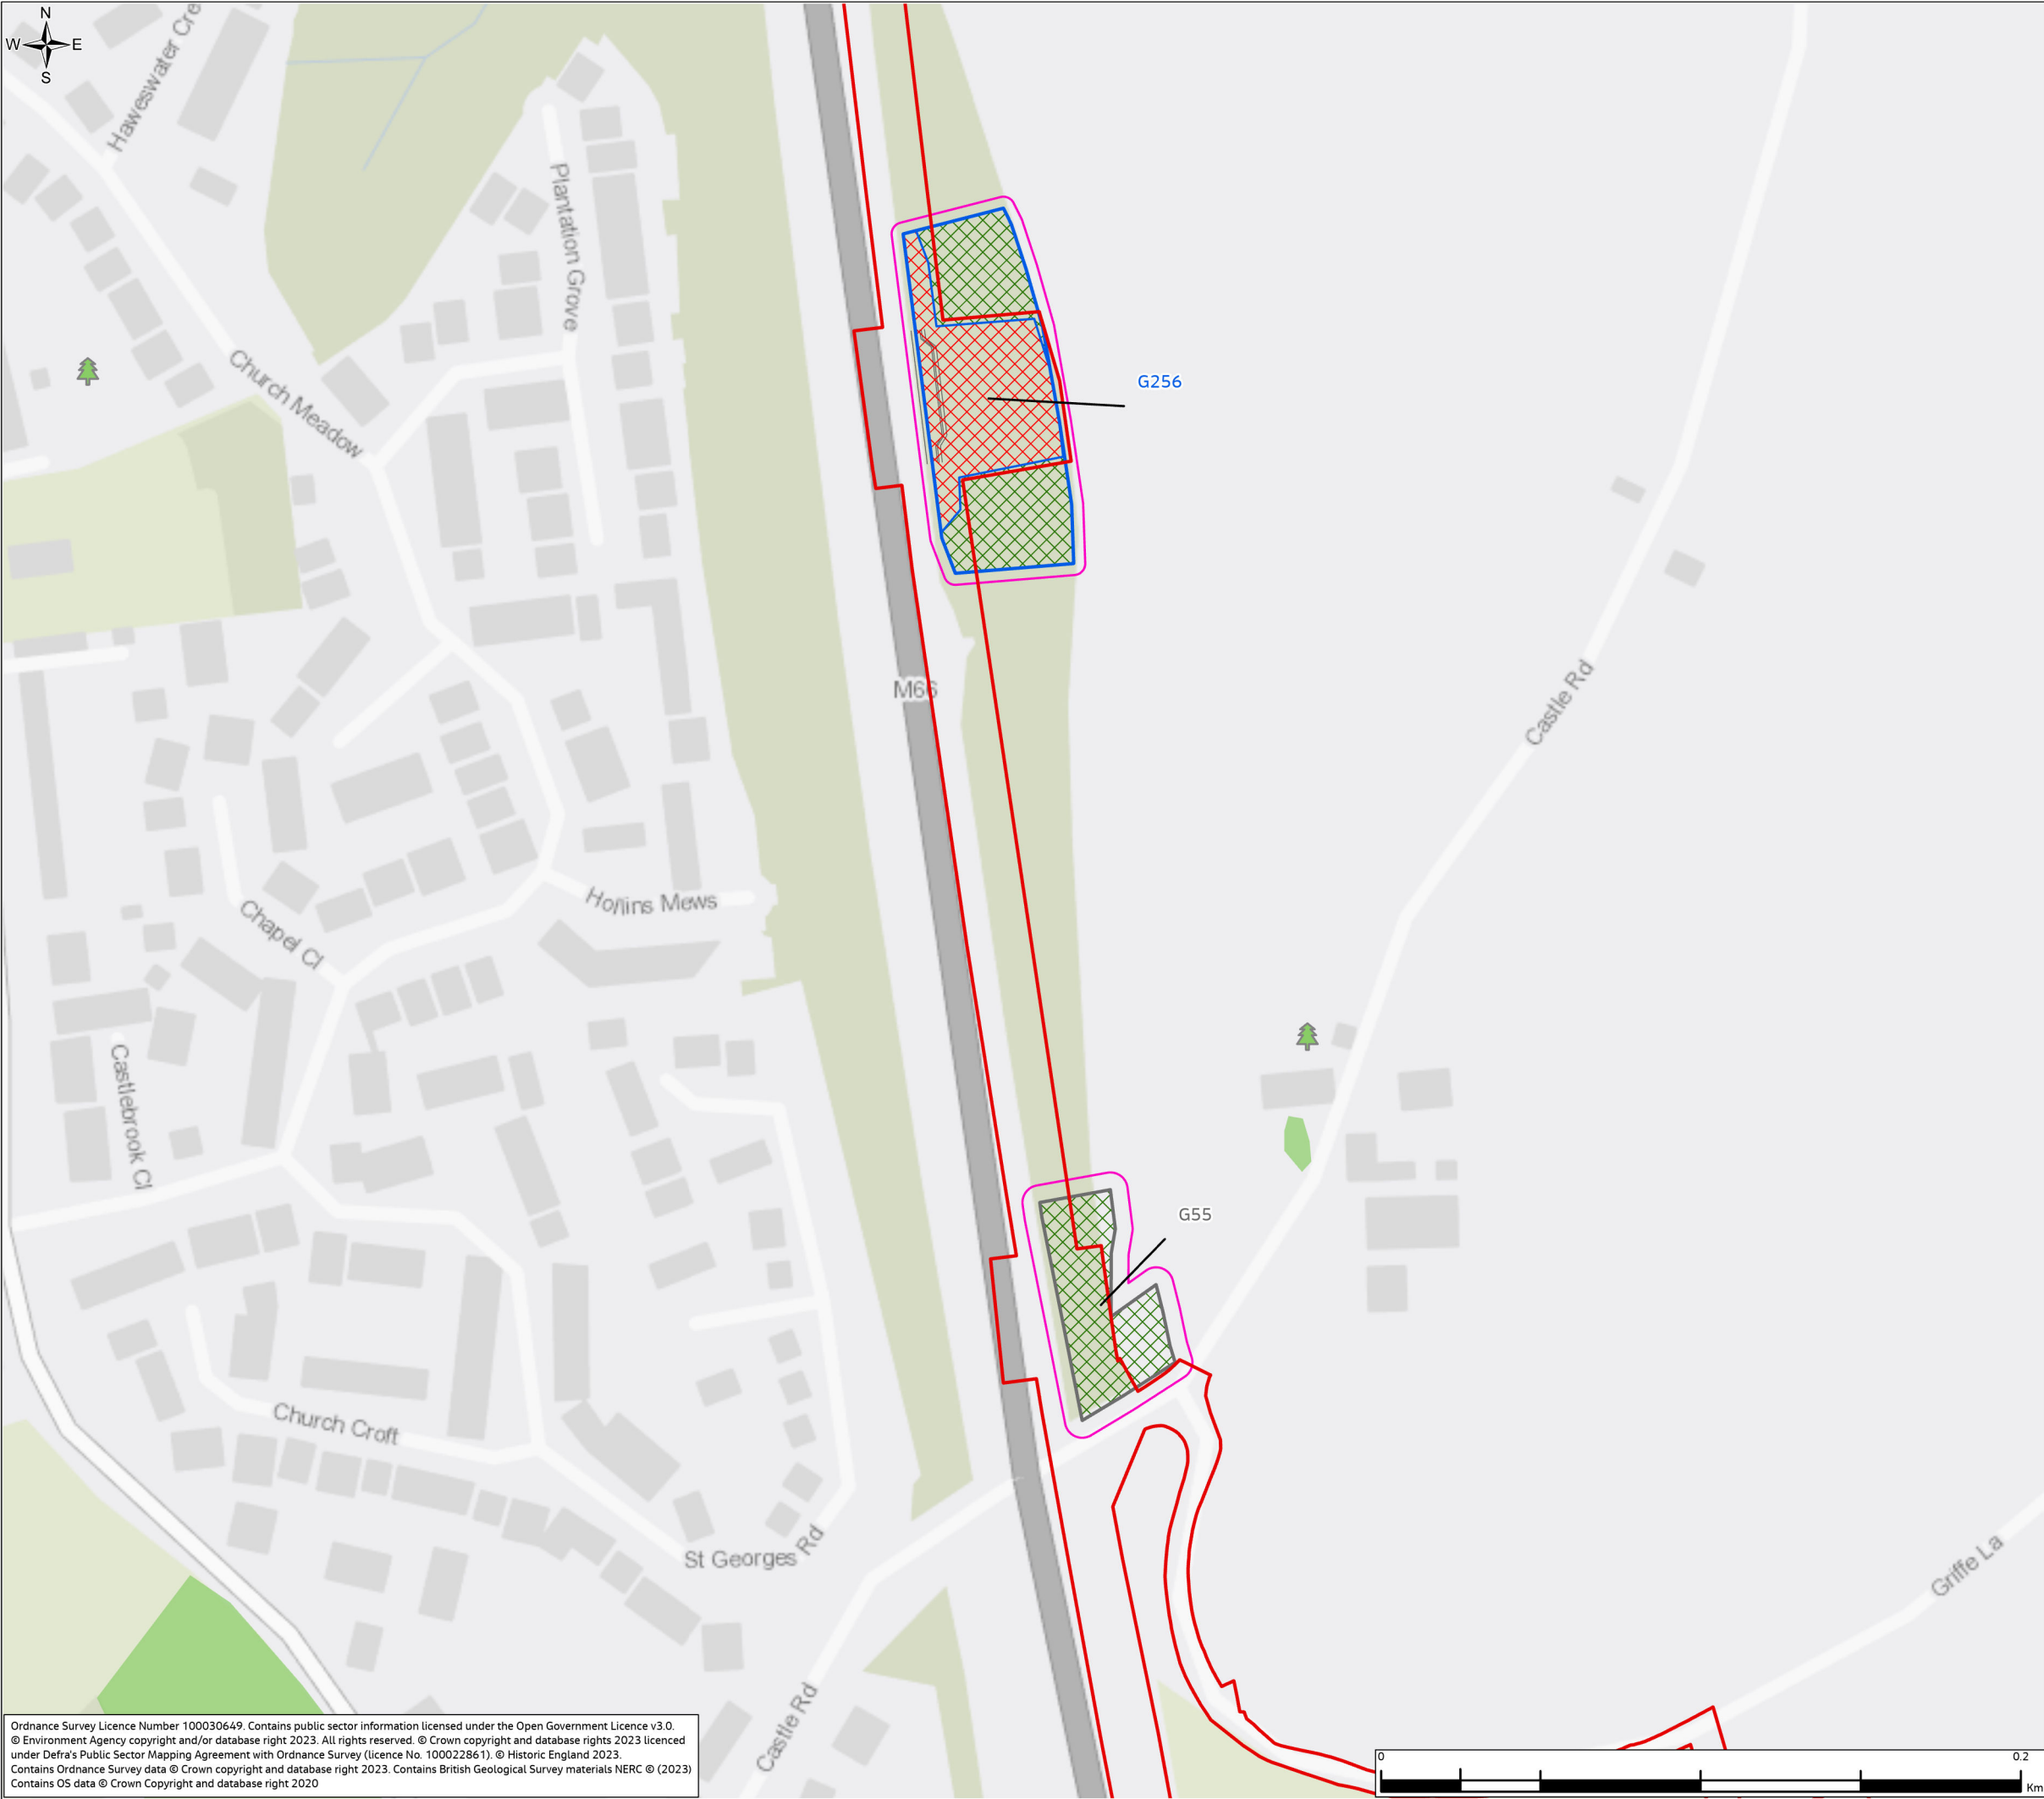 N
W E
S
Haweswater Cre
Plantation Grove
Church Meadow
G256
M66
Castle Rd
Hollins Mews
Chapel Cl
Castlebrook Cl
G55
Church Croft
St Georges Rd
Griffe La
Castle Rd
Ordnance Survey Licence Number 100030649. Contains public sector information licensed under the Open Government Licence v3.0.
© Environment Agency copyright and/or database right 2023. All rights reserved. © Crown copyright and database rights 2023 licenced
under Defra's Public Sector Mapping Agreement with Ordnance Survey (licence No. 100022861). © Historic England 2023.
Contains Ordnance Survey data © Crown copyright and database right 2023. Contains British Geological Survey materials NERC © (2023)
Contains OS data © Crown Copyright and database right 2020
0 0.2
Km